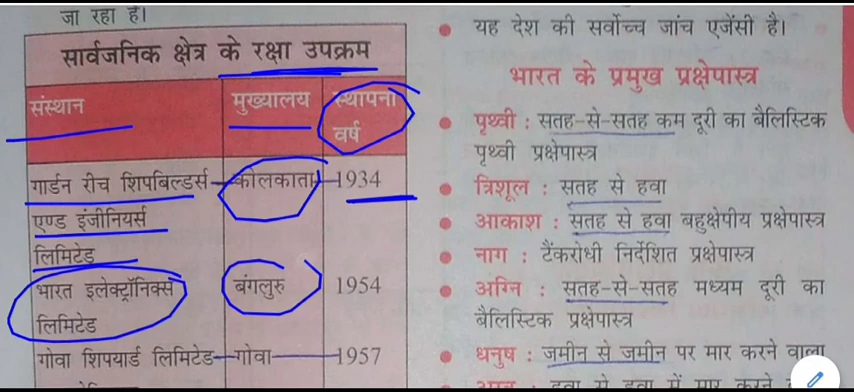 जा रहा है।
सार्वजनिक क्षेत्र के रक्षा उपक्रम
संस्थान मुख्यालय स्थापना
वर्ष
गार्डन रीच शिपबिल्डर्स कोलकाता 1934
एण्ड इंजीनियर्स
लिमिटेड
भारत इलेक्ट्रॉनिक्स बंगलुरु 1954
लिमिटेड
गोवा शिपयार्ड लिमिटेड गोवा 1957
यह देश की सर्वोच्च जांच एजेंसी है।
भारत के प्रमुख प्रक्षेपास्त्र
पृथ्वी : सतह-से-सतह कम दूरी का बैलिस्टिक
पृथ्वी प्रक्षेपास्त्र
त्रिशूल : सतह से हवा
आकाश : सतह से हवा बहुक्षेपीय प्रक्षेपास्त्र
नाग : टैंकरोधी निर्देशित प्रक्षेपास्त्र
अग्नि : सतह-से-सतह मध्यम दूरी का
बैलिस्टिक प्रक्षेपास्त्र
धनुष : जमीन से जमीन पर मार करने वाला